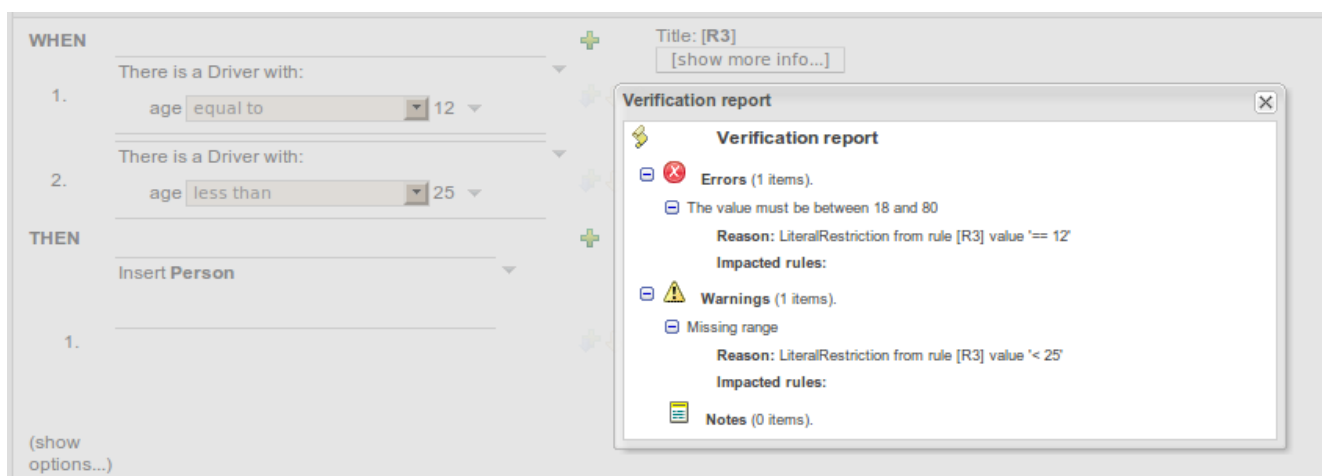 WHEN
There is a Driver with:
1.
age equal to 12
There is a Driver with:
2.
age less than 25
THEN
Insert Person
1.
(show
options...)
Title: [R3]
[show more info...]
Verification report
Verification report
Errors (1 items).
The value must be between 18 and 80
Reason: LiteralRestriction from rule [R3] value '== 12'
Impacted rules:
Warnings (1 items).
Missing range
Reason: LiteralRestriction from rule [R3] value '< 25'
Impacted rules:
Notes (0 items).